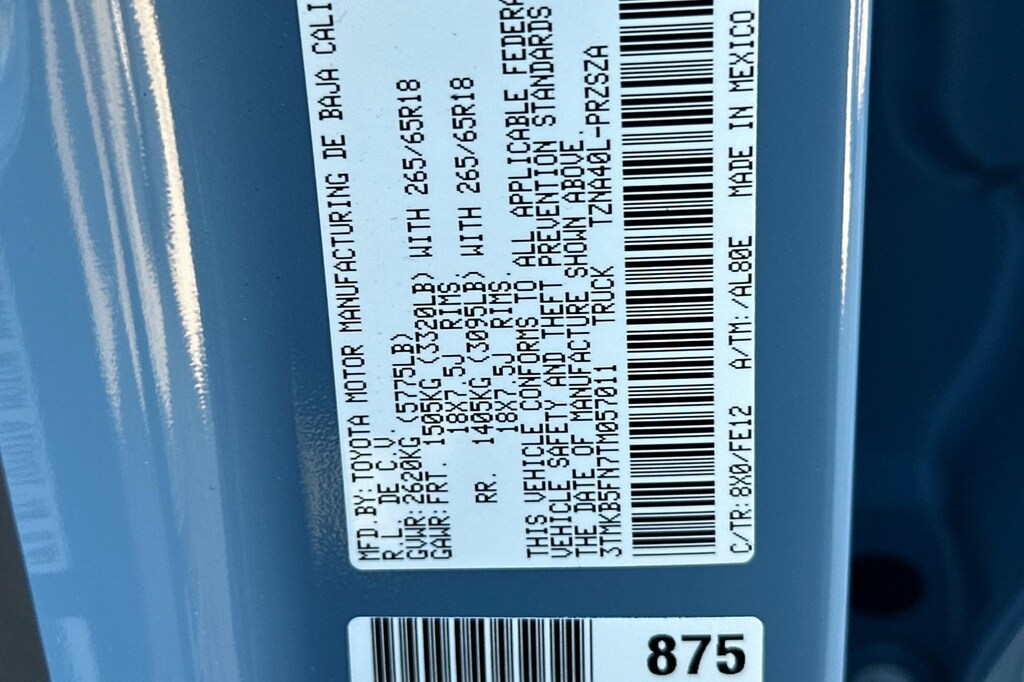 MFD.BY:TOYOTA MOTOR MANUFACTURING DE BAJA CALI
R.L. DE C.V.
GVWR:2620KG (5775LB)
GAWR:FRT. 1505KG (3320LB) WITH 265/65R18
18X7.5J RIMS.
RR. 1405KG (3095LB) WITH 265/65R18
18X7.5J RIMS.
THIS VEHICLE CONFORMS TO ALL APPLICABLE FEDERA
VEHICLE SAFETY AND THEFT PREVENTION STANDARDS
THE DATE OF MANUFACTURE SHOWN ABOVE.
3TMKB5FN7TM057011 TRUCK TZNA40L-PRZSZA
C/TR:8X0/FE12 A/TM:/AL80E MADE IN MEXICO
875